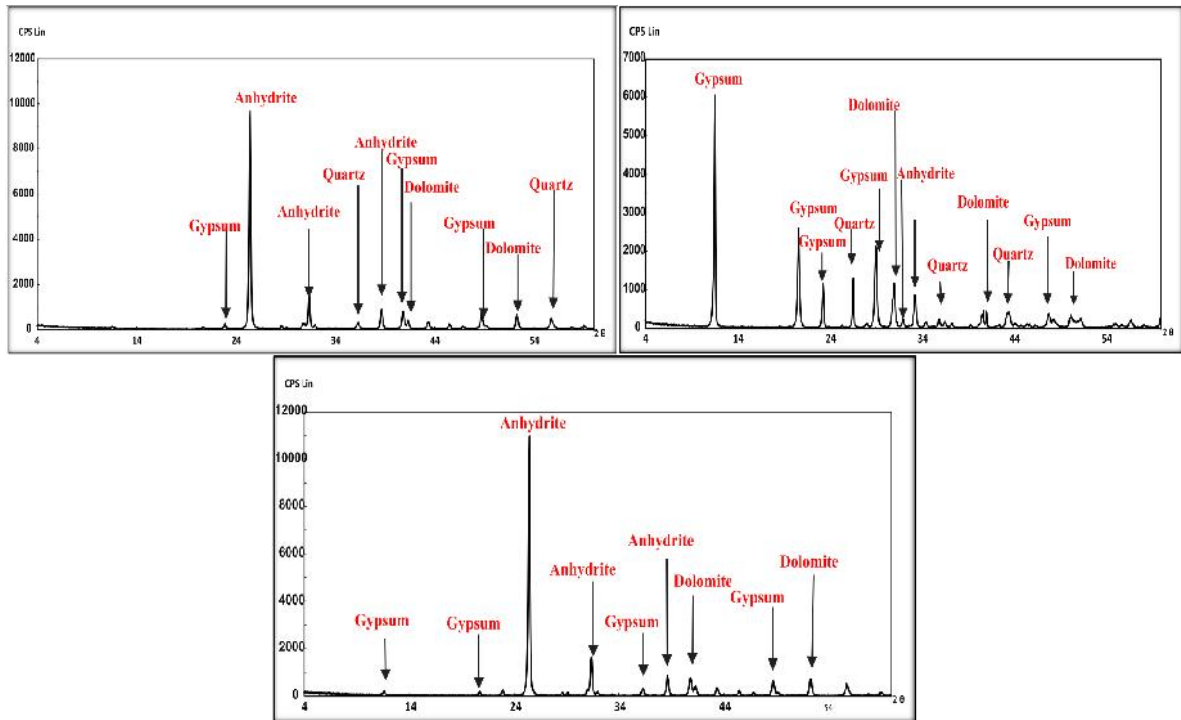 CPS Lin
12000
10000
8000
6000
4000
2000
0
Anhydrite
Anhydrite
Gypsum
Quartz
Dolomite
Quartz
Anhydrite
Gypsum
Gypsum
Dolomite
2θ
4 14 24 34 44 54
CPS Lin
7000
6000
5000
4000
3000
2000
1000
0
Gypsum
Dolomite
Gypsum
Anhydrite
Dolomite
Gypsum
Quartz
Gypsum
Gypsum
Quartz
Quartz
Dolomite
2θ
4 14 24 34 44 54
CPS Lin
12000
10000
8000
6000
4000
2000
0
Anhydrite
Anhydrite
Anhydrite
Dolomite
Dolomite
Gypsum
Gypsum
Gypsum
Gypsum
2θ
4 14 24 34 44 54